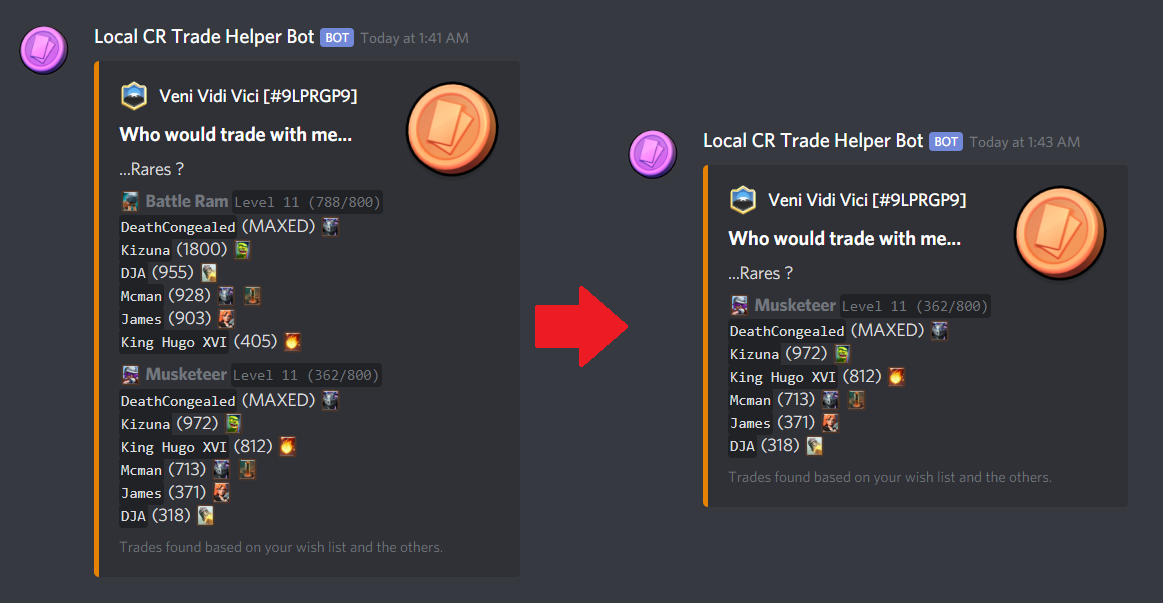 Local CR Trade Helper Bot BOT Today at 1:41 AM
Veni Vidi Vici [#9LPRGP9]
Who would trade with me...
...Rares ?
Battle Ram Level 11 (788/800)
DeathCongealed (MAXED)
Kizuna (1800)
DJA (955)
Mcman (928)
James (903)
King Hugo XVI (405)
Musketeer Level 11 (362/800)
DeathCongealed (MAXED)
Kizuna (972)
King Hugo XVI (812)
Mcman (713)
James (371)
DJA (318)
Trades found based on your wish list and the others.
Local CR Trade Helper Bot BOT Today at 1:43 AM
Veni Vidi Vici [#9LPRGP9]
Who would trade with me...
...Rares ?
Musketeer Level 11 (362/800)
DeathCongealed (MAXED)
Kizuna (972)
King Hugo XVI (812)
Mcman (713)
James (371)
DJA (318)
Trades found based on your wish list and the others.